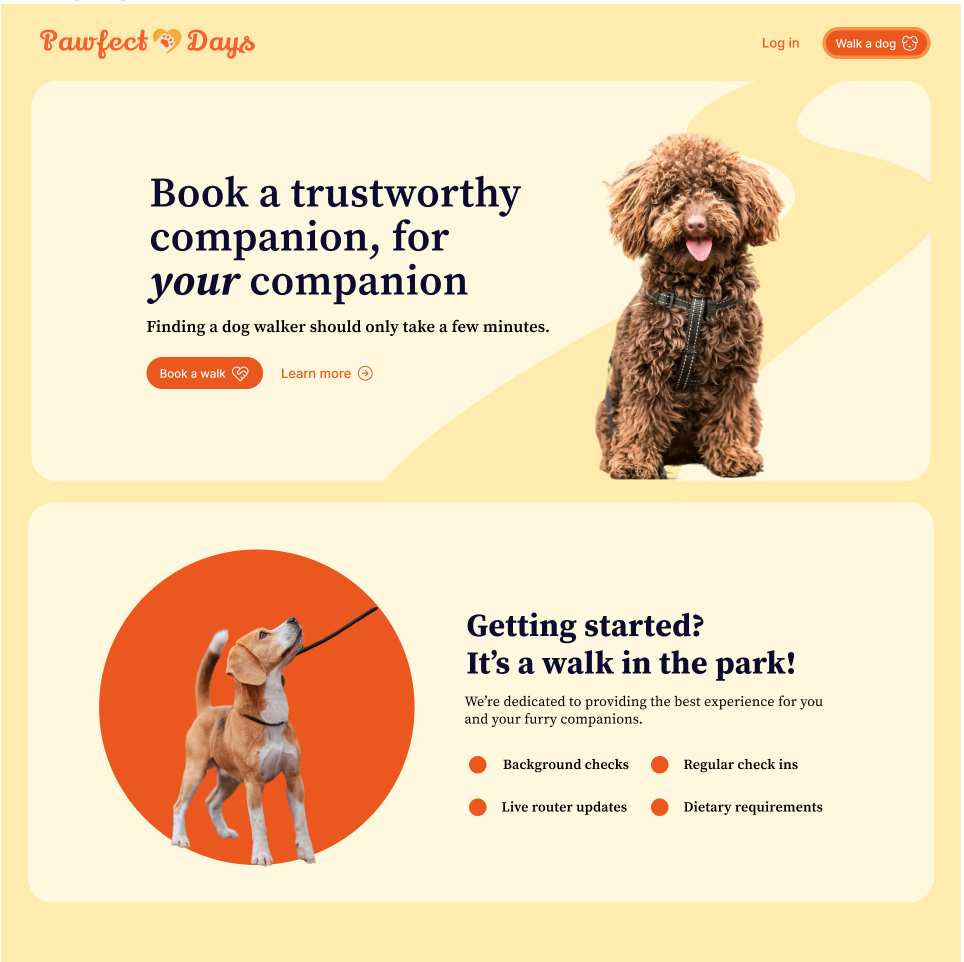 Pawfect Days
Log in
Walk a dog
Book a trustworthy
companion, for
your companion
Finding a dog walker should only take a few minutes.
Book a walk
Learn more
Getting started?
It’s a walk in the park!
We’re dedicated to providing the best experience for you
and your furry companions.
Background checks
Regular check ins
Live router updates
Dietary requirements